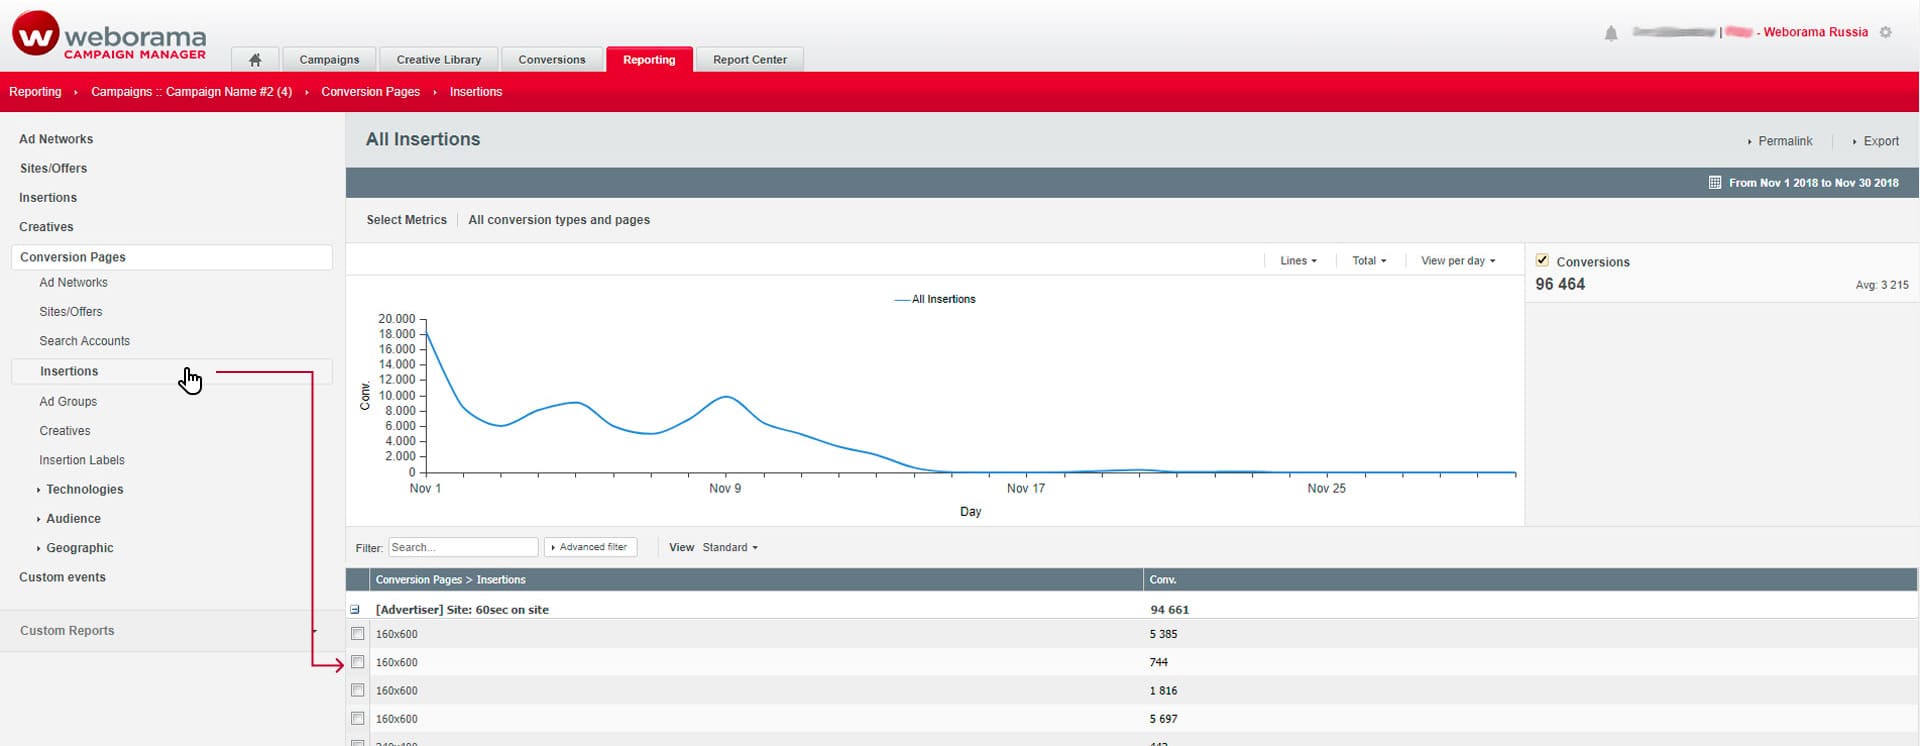 weborama
CAMPAIGN MANAGER
Campaigns
Creative Library
Conversions
Reporting
Report Center
| - Weborama Russia
Reporting › Campaigns :: Campaign Name #2 (4) › Conversion Pages › Insertions
Ad Networks
Sites/Offers
Insertions
Creatives
Conversion Pages
Ad Networks
Sites/Offers
Search Accounts
Insertions
Ad Groups
Creatives
Insertion Labels
Technologies
Audience
Geographic
Custom events
Custom Reports
All Insertions
Permalink
Export
From Nov 1 2018 to Nov 30 2018
Select Metrics | All conversion types and pages
Lines
Total
View per day
Conversions
96 464
Avg: 3 215
All Insertions
20.000
18.000
16.000
14.000
12.000
10.000
8.000
6.000
4.000
2.000
0
Conv.
Nov 1
Nov 9
Nov 17
Nov 25
Day
Filter: Search... Advanced filter View Standard
Conversion Pages > Insertions Conv.
[Advertiser] Site: 60sec on site 94 661
160x600 5 385
160x600 744
160x600 1 816
160x600 5 697